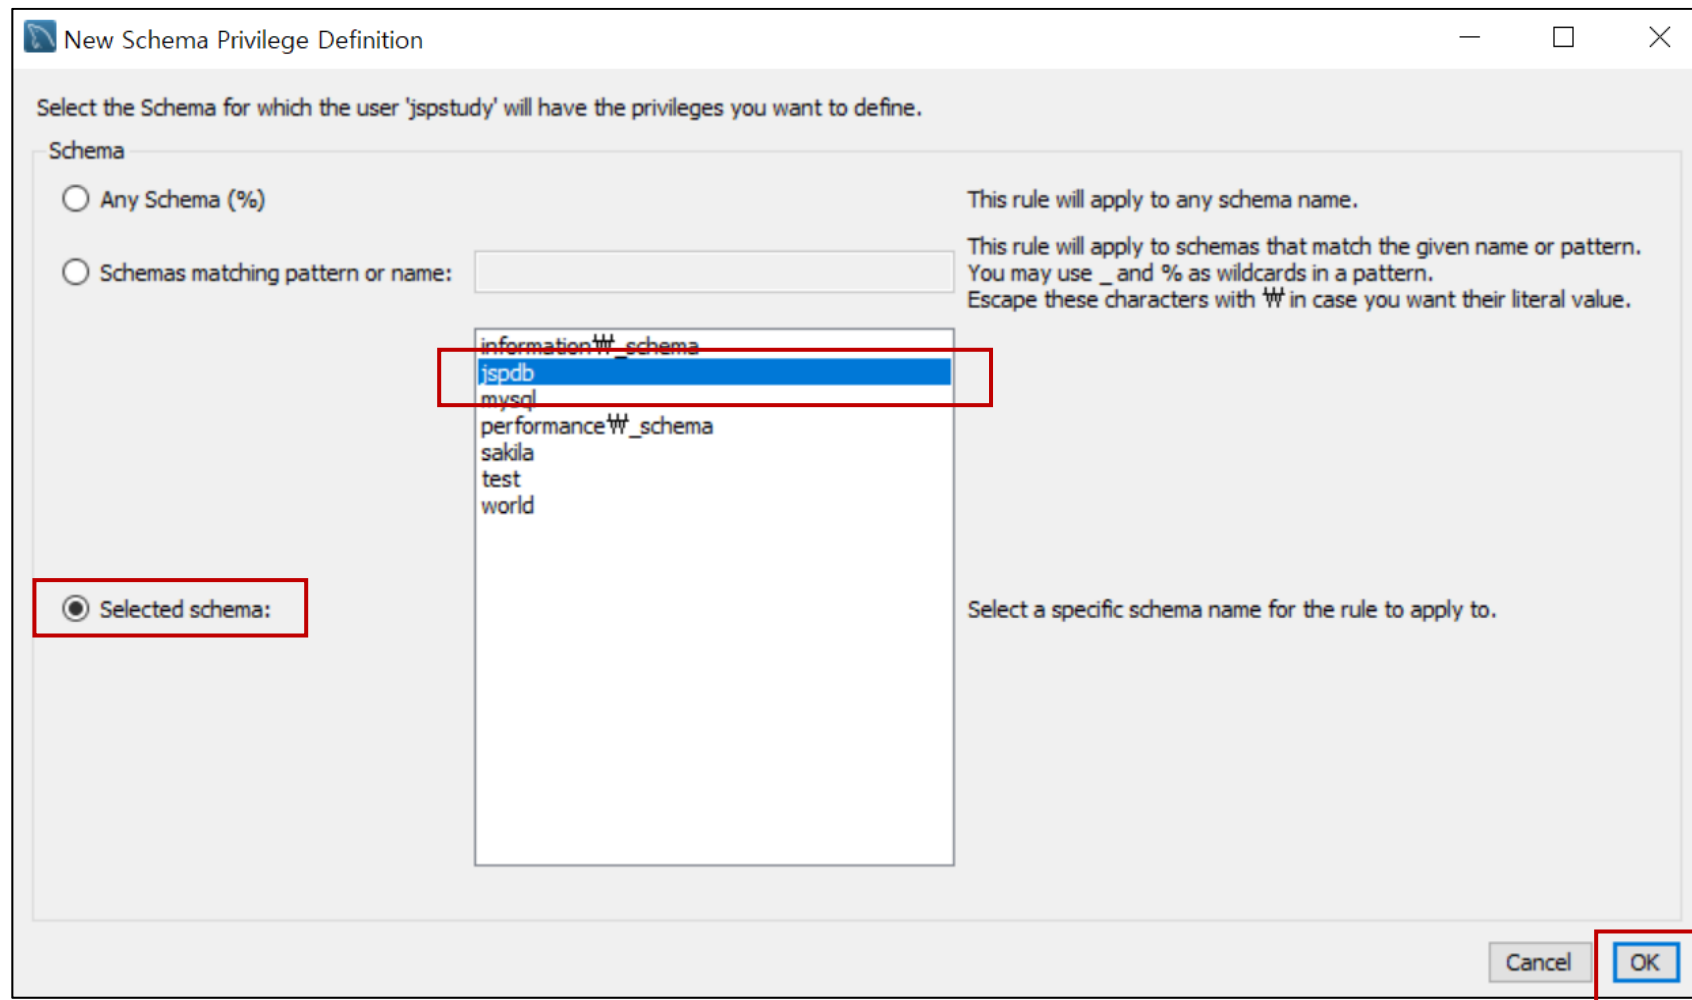 New Schema Privilege Definition
Select the Schema for which the user 'jspstudy' will have the privileges you want to define.
Schema
Any Schema (%)
This rule will apply to any schema name.
Schemas matching pattern or name:
This rule will apply to schemas that match the given name or pattern.
You may use _ and % as wildcards in a pattern.
Escape these characters with ₩ in case you want their literal value.
information₩_schema
jspdb
mysql
performance₩_schema
sakila
test
world
Selected schema:
Select a specific schema name for the rule to apply to.
Cancel
OK